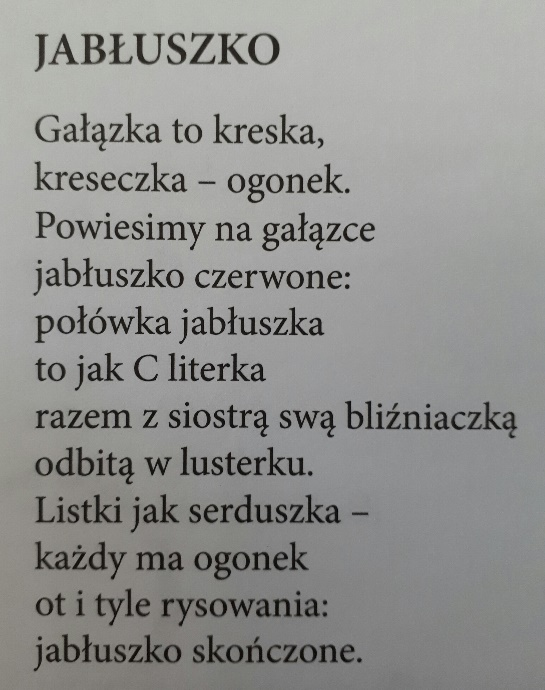 JABŁUSZKO
Gałązka to kreska,
kreseczka – ogonek.
Powiesimy na gałązce
jabłuszko czerwone:
połówka jabłuszka
to jak C literka
razem z siostrą swą bliźniaczką
odbitą w lusterku.
Listki jak serduszka –
każdy ma ogonek
ot i tyle rysowania:
jabłuszko skończone.